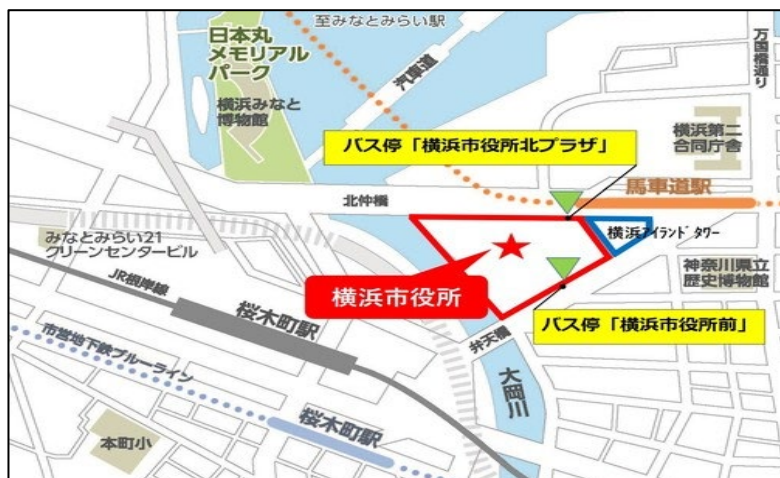 至みなとみらい駅
日本丸
メモリアル
パーク
汽車道
万国橋通り
横浜みなと
博物館
バス停「横浜市役所北プラザ」
横浜第二
合同庁舎
北仲橋
馬車道駅
横浜アイランドタワー
みなとみらい21
グリーンセンタービル
神奈川県立
歴史博物館
JR根岸線
横浜市役所
桜木町駅
バス停「横浜市役所前」
弁天橋
市営地下鉄ブルーライン
大岡川
桜木町駅
本町小